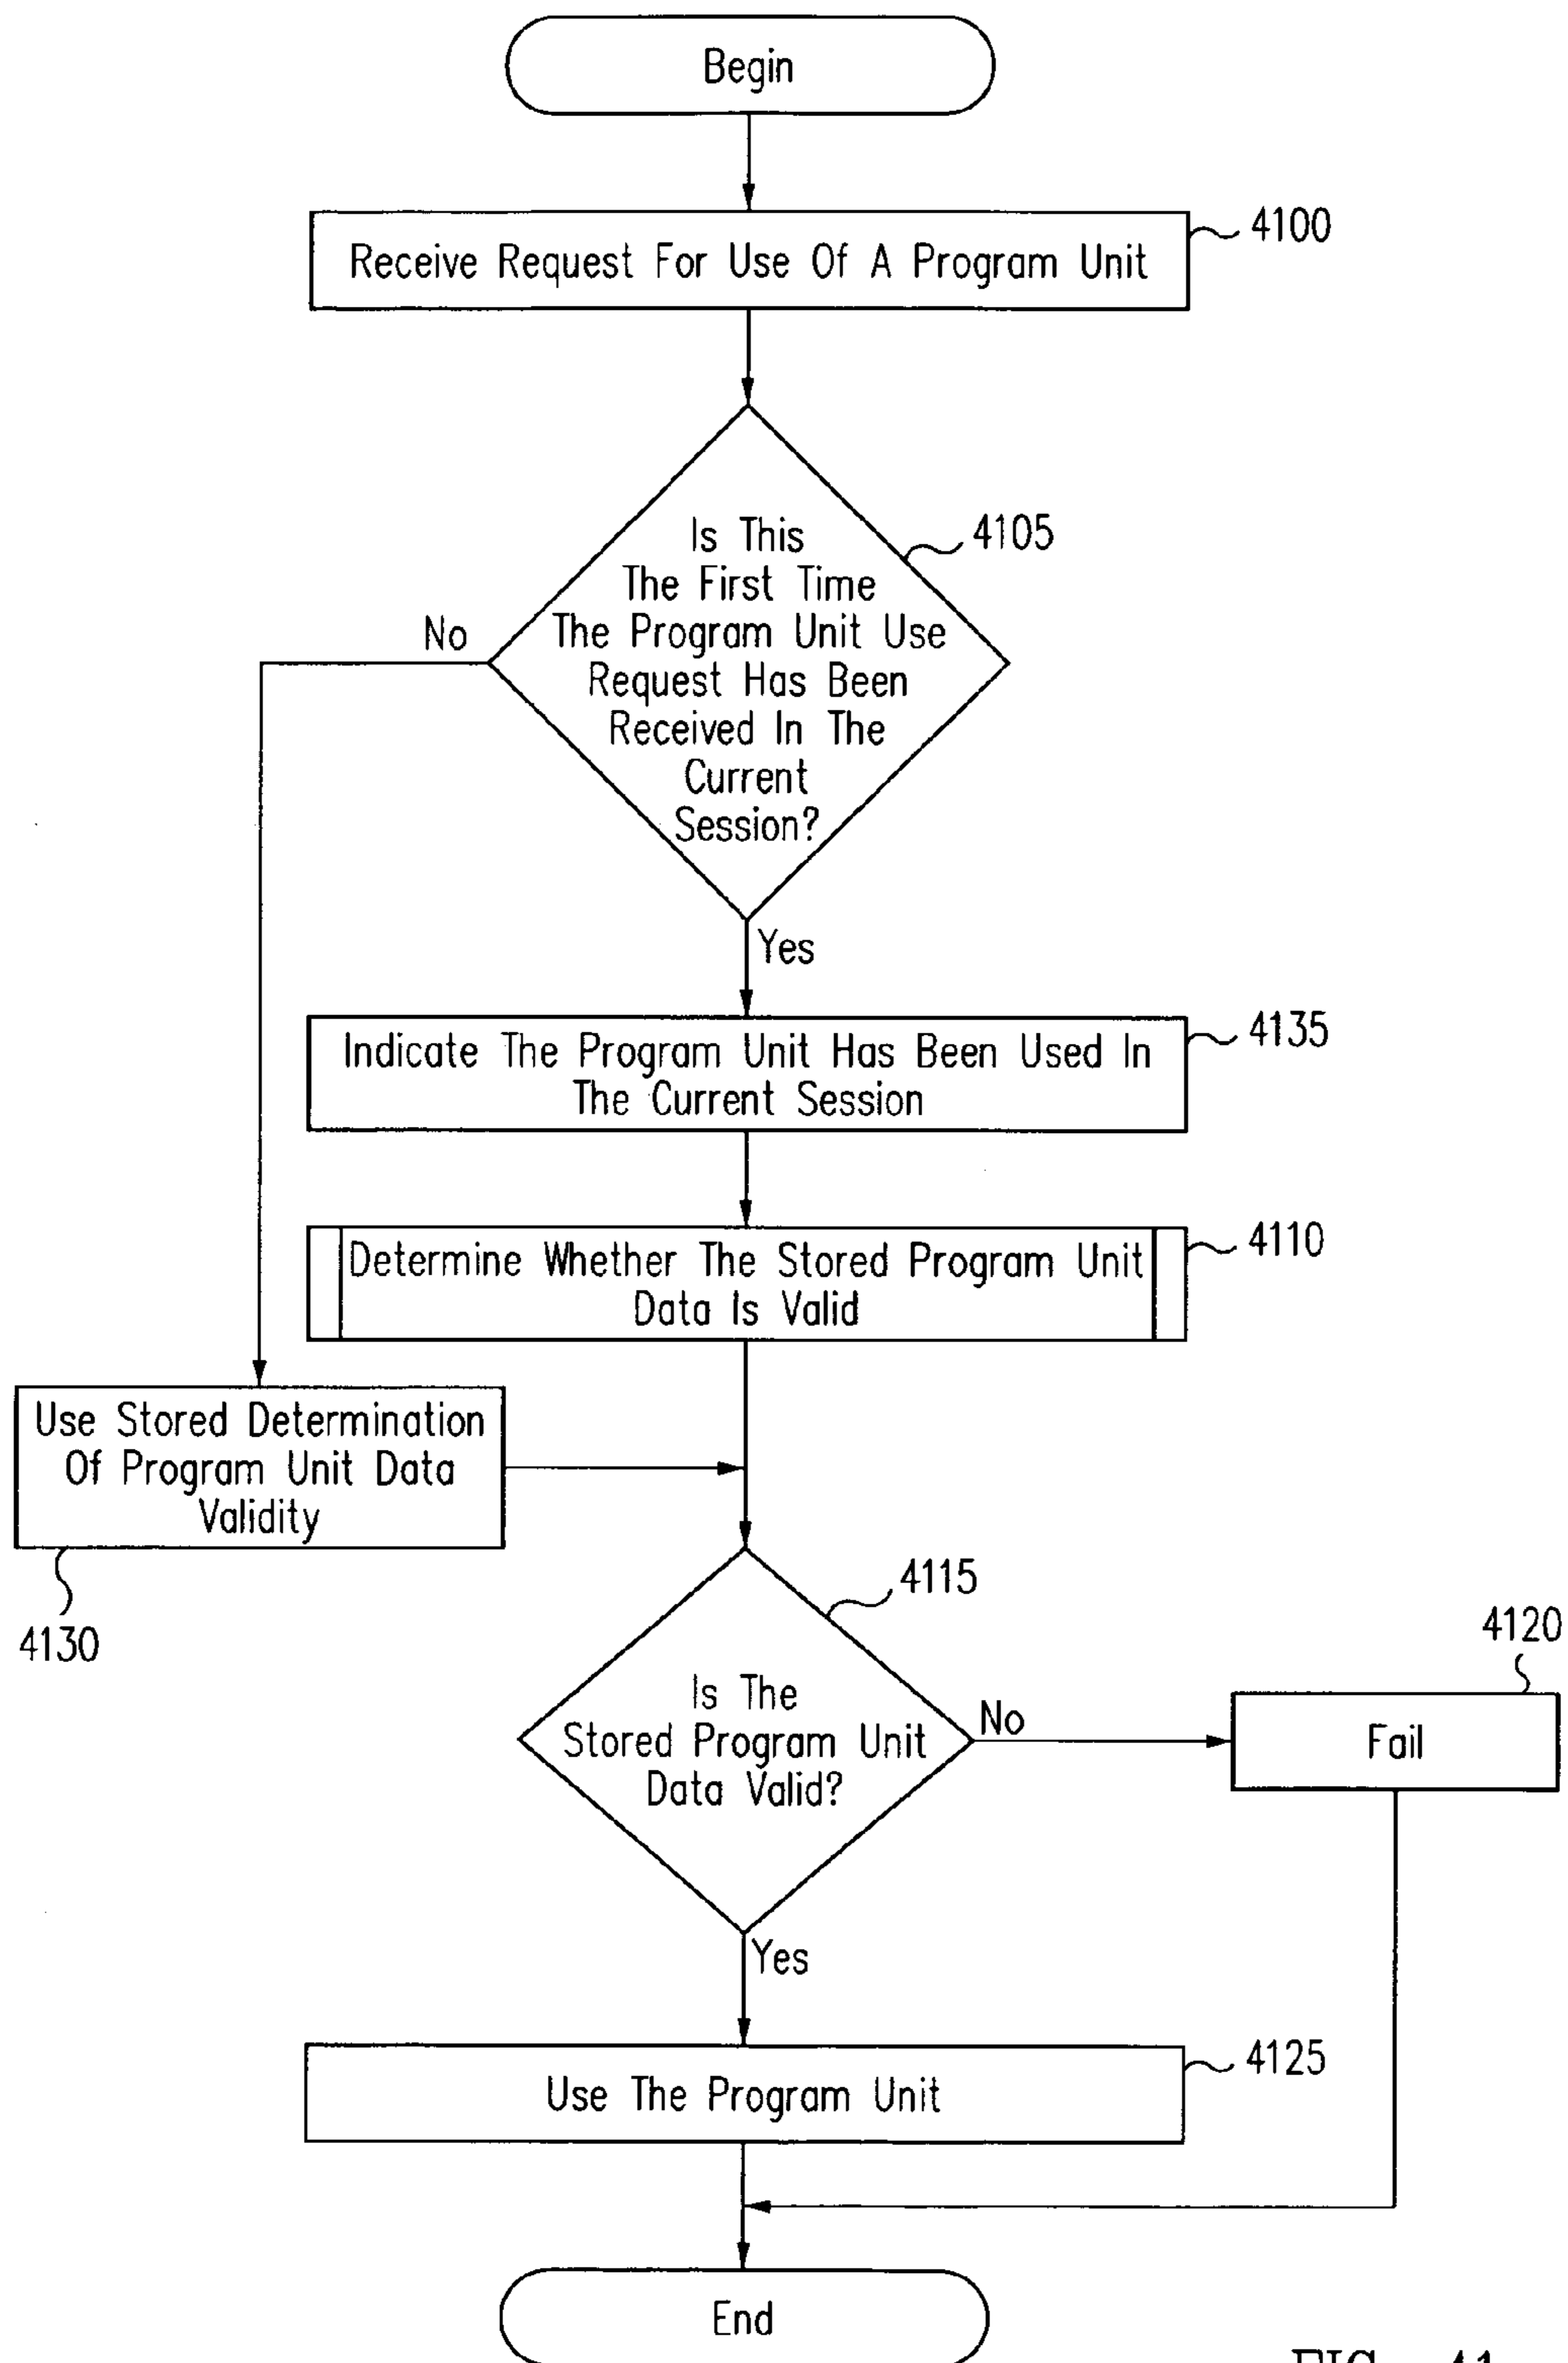 Begin
Receive Request For Use Of A Program Unit
4100
Is This
The First Time
The Program Unit Use
Request Has Been
Received In The
Current
Session?
4105
No
Yes
Indicate The Program Unit Has Been Used In
The Current Session
4135
Determine Whether The Stored Program Unit
Data Is Valid
4110
Use Stored Determination
Of Program Unit Data
Validity
4130
Is The
Stored Program Unit
Data Valid?
4115
No
Fail
4120
Yes
Use The Program Unit
4125
End
FIG. 41